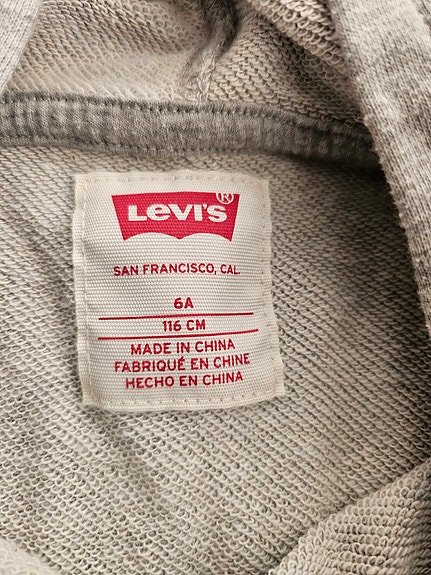 Levi's®
SAN FRANCISCO, CAL.
6A
116 CM
MADE IN CHINA
FABRIQUÉ EN CHINE
HECHO EN CHINA